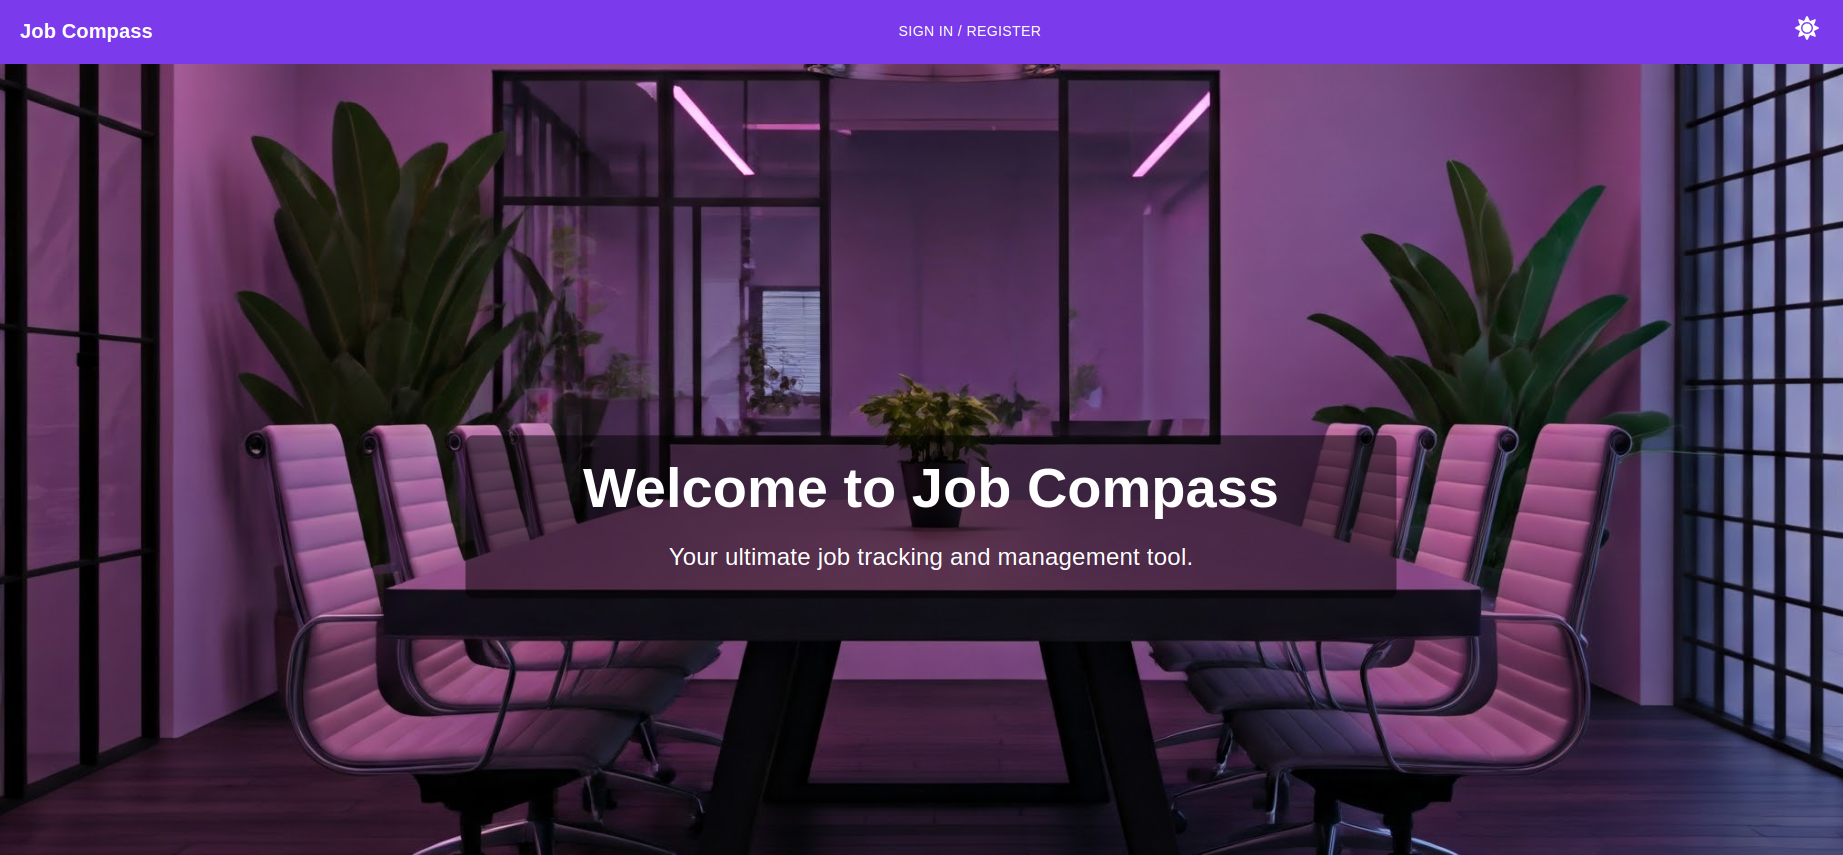 Job Compass
SIGN IN / REGISTER
Welcome to Job Compass
Your ultimate job tracking and management tool.